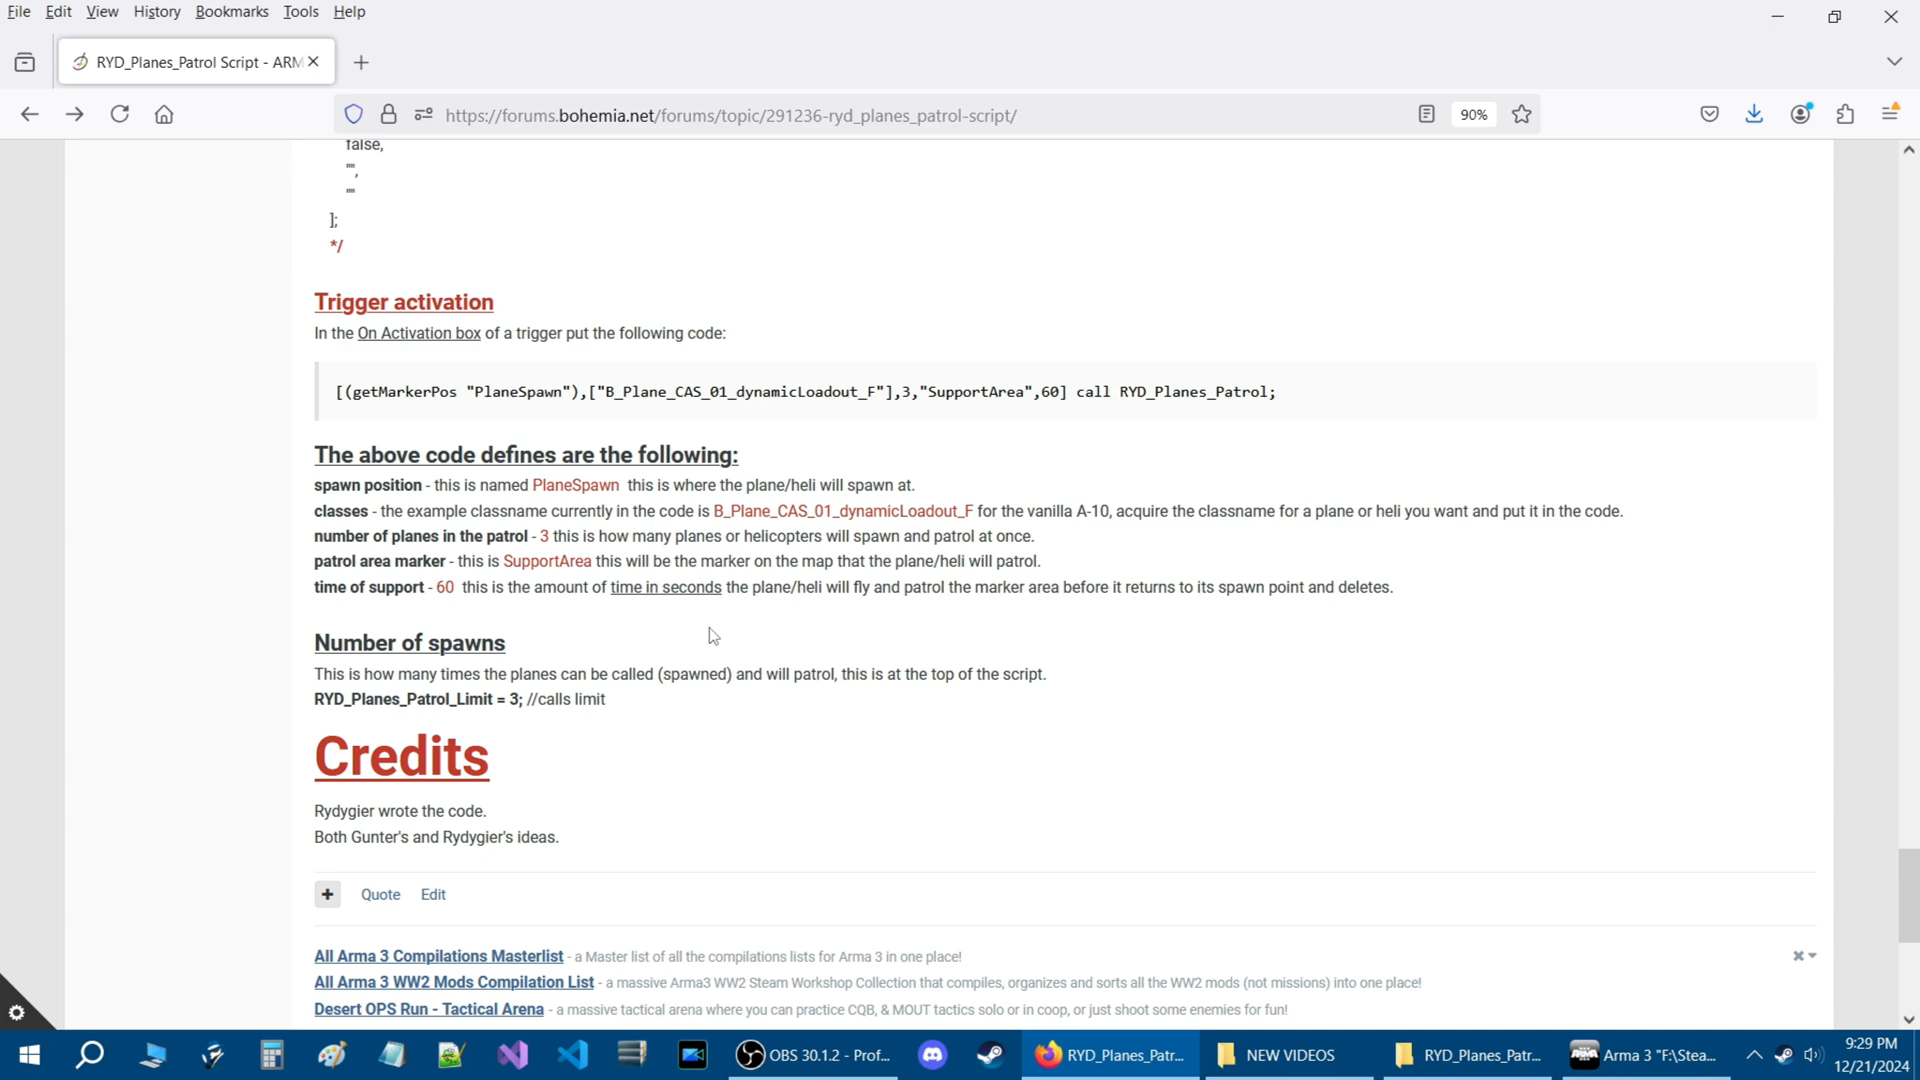 File Edit View History Bookmarks Tools Help
RYD_Planes_Patrol Script - ARM
https://forums.bohemia.net/forums/topic/291236-ryd_planes_patrol-script/
90%
false,
"",
""
];
*/
Trigger activation
In the On Activation box of a trigger put the following code:
[(getMarkerPos "PlaneSpawn"),["B_Plane_CAS_01_dynamicLoadout_F"],3,"SupportArea",60] call RYD_Planes_Patrol;
The above code defines are the following:
spawn position - this is named PlaneSpawn this is where the plane/heli will spawn at.
classes - the example classname currently in the code is B_Plane_CAS_01_dynamicLoadout_F for the vanilla A-10, acquire the classname for a plane or heli you want and put it in the code.
number of planes in the patrol - 3 this is how many planes or helicopters will spawn and patrol at once.
patrol area marker - this is SupportArea this will be the marker on the map that the plane/heli will patrol.
time of support - 60 this is the amount of time in seconds the plane/heli will fly and patrol the marker area before it returns to its spawn point and deletes.
Number of spawns
This is how many times the planes can be called (spawned) and will patrol, this is at the top of the script.
RYD_Planes_Patrol_Limit = 3; //calls limit
Credits
Rydygier wrote the code.
Both Gunter's and Rydygier's ideas.
+ Quote Edit
All Arma 3 Compilations Masterlist - a Master list of all the compilations lists for Arma 3 in one place!
All Arma 3 WW2 Mods Compilation List - a massive Arma3 WW2 Steam Workshop Collection that compiles, organizes and sorts all the WW2 mods (not missions) into one place!
Desert OPS Run - Tactical Arena - a massive tactical arena where you can practice CQB, & MOUT tactics solo or in coop, or just shoot some enemies for fun!
OBS 30.1.2 - Prof... RYD_Planes_Patr... NEW VIDEOS RYD_Planes_Patr... Arma 3 "F:\Stea...
9:29 PM
12/21/2024